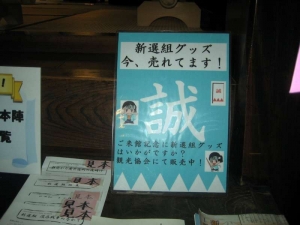 新選組グッズ
今、売れてます！
誠
ご来館記念に新選組グッズ
はいかがですか？
観光協会にて販売中！
本陣
覧
見本
見本
見本